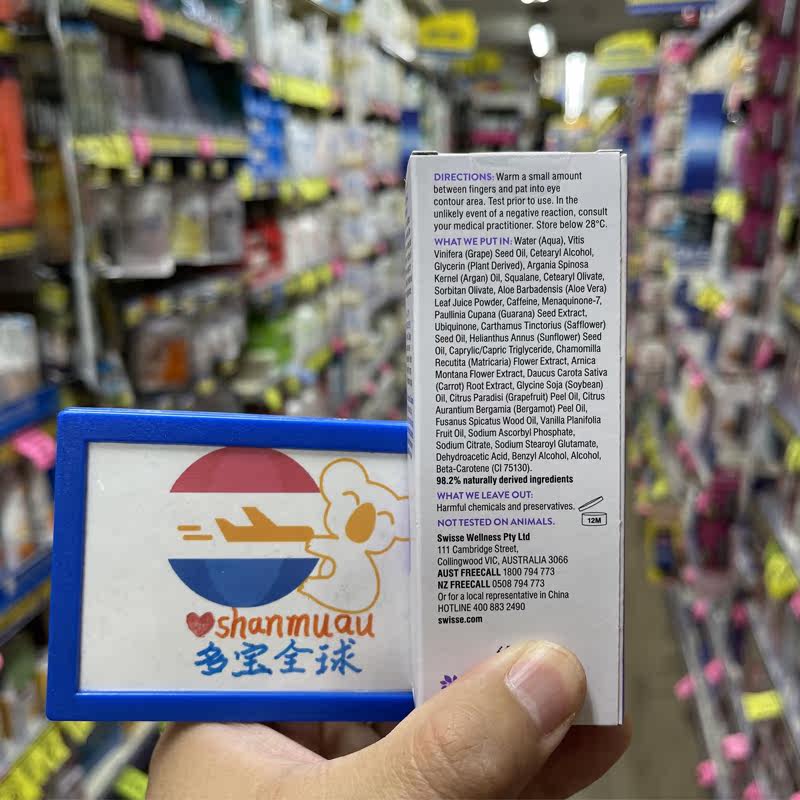 DIRECTIONS: Warm a small amount
between fingers and pat into eye
contour area. Test prior to use. In the
unlikely event of a negative reaction, consult
your medical practitioner. Store below 28°C.
WHAT WE PUT IN: Water (Aqua), Vitis
Vinifera (Grape) Seed Oil, Cetearyl Alcohol,
Glycerin (Plant Derived), Argania Spinosa
Kernel (Argan) Oil, Squalane, Cetearyl Olivate,
Sorbitan Olivate, Aloe Barbadensis (Aloe Vera)
Leaf Juice Powder, Caffeine, Menaquinone-7,
Paullinia Cupana (Guarana) Seed Extract,
Ubiquinone, Carthamus Tinctorius (Safflower)
Seed Oil, Helianthus Annus (Sunflower) Seed
Oil, Caprylic/Capric Triglyceride, Chamomilla
Recutita (Matricaria) Flower Extract, Arnica
Montana Flower Extract, Daucus Carota Sativa
(Carrot) Root Extract, Glycine Soja (Soybean)
Oil, Citrus Paradisi (Grapefruit) Peel Oil, Citrus
Aurantium Bergamia (Bergamot) Peel Oil,
Fusanus Spicatus Wood Oil, Vanilla Planifolia
Fruit Oil, Sodium Ascorbyl Phosphate,
Sodium Citrate, Sodium Stearoyl Glutamate,
Dehydroacetic Acid, Benzyl Alcohol, Alcohol,
Beta-Carotene (CI 75130).
98.2% naturally derived ingredients
WHAT WE LEAVE OUT:
Harmful chemicals and preservatives.
12M
NOT TESTED ON ANIMALS.
Swisse Wellness Pty Ltd
111 Cambridge Street,
Collingwood VIC, AUSTRALIA 3066
AUST FREECALL 1800 794 773
NZ FREECALL 0508 794 773
Or for a local representative in China
HOTLINE 400 883 2490
swisse.com
shanmuau
多宝全球